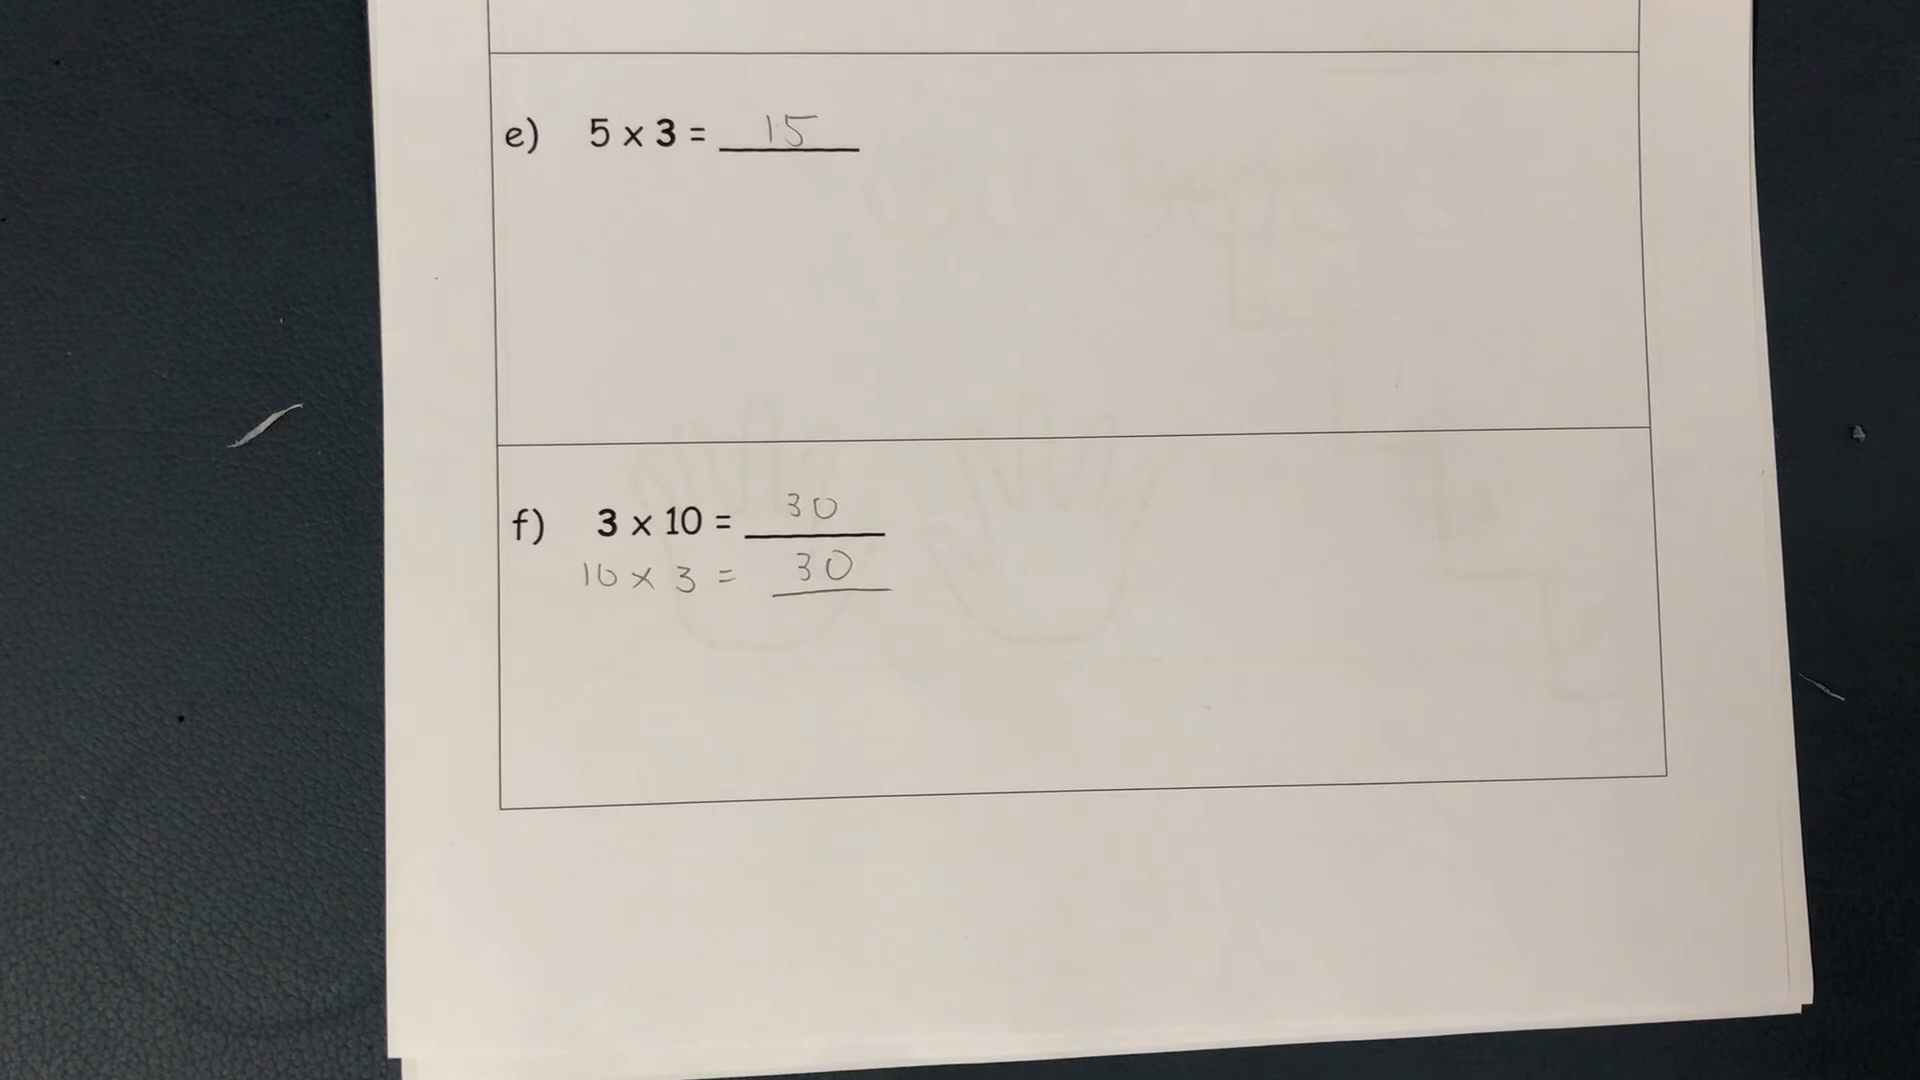 e) 5 x 3 = 15
f) 3 x 10 = 30
10 x 3 = 30